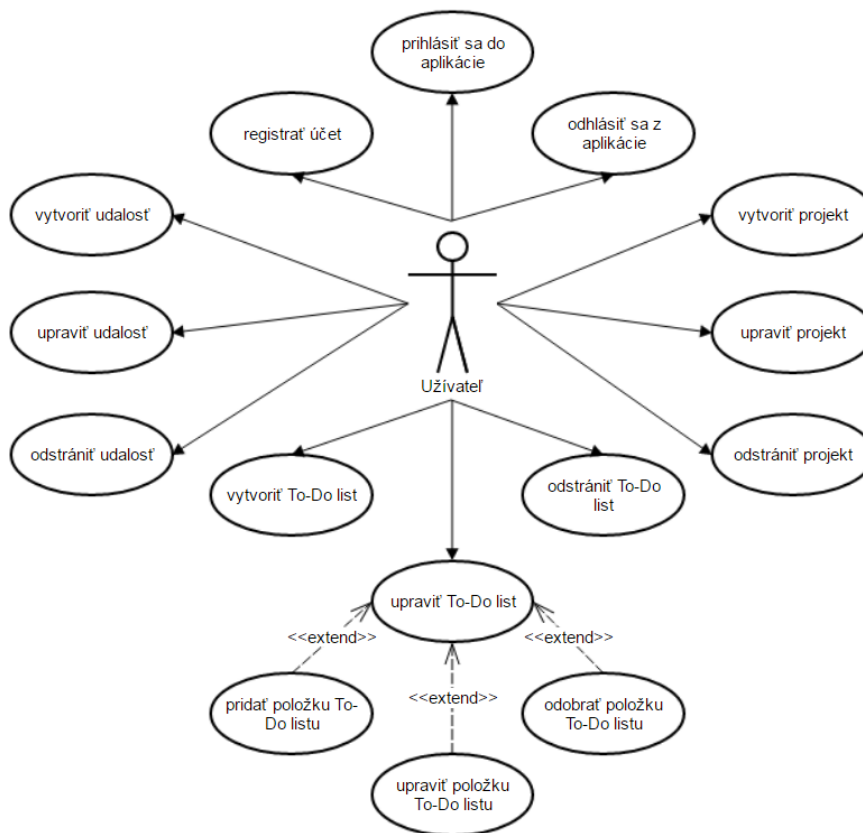 prihlásiť sa do
aplikácie
registrať účet
odhlásiť sa z
aplikácie
vytvoriť udalosť
vytvoriť projekt
upraviť udalosť
upraviť projekt
Užívateľ
odstrániť udalosť
odstrániť projekt
vytvoriť To-Do list
odstrániť To-Do
list
upraviť To-Do list
<<extend>>
<<extend>>
<<extend>>
pridať položku To-
Do listu
odobrať položku
To-Do listu
upraviť položku
To-Do listu